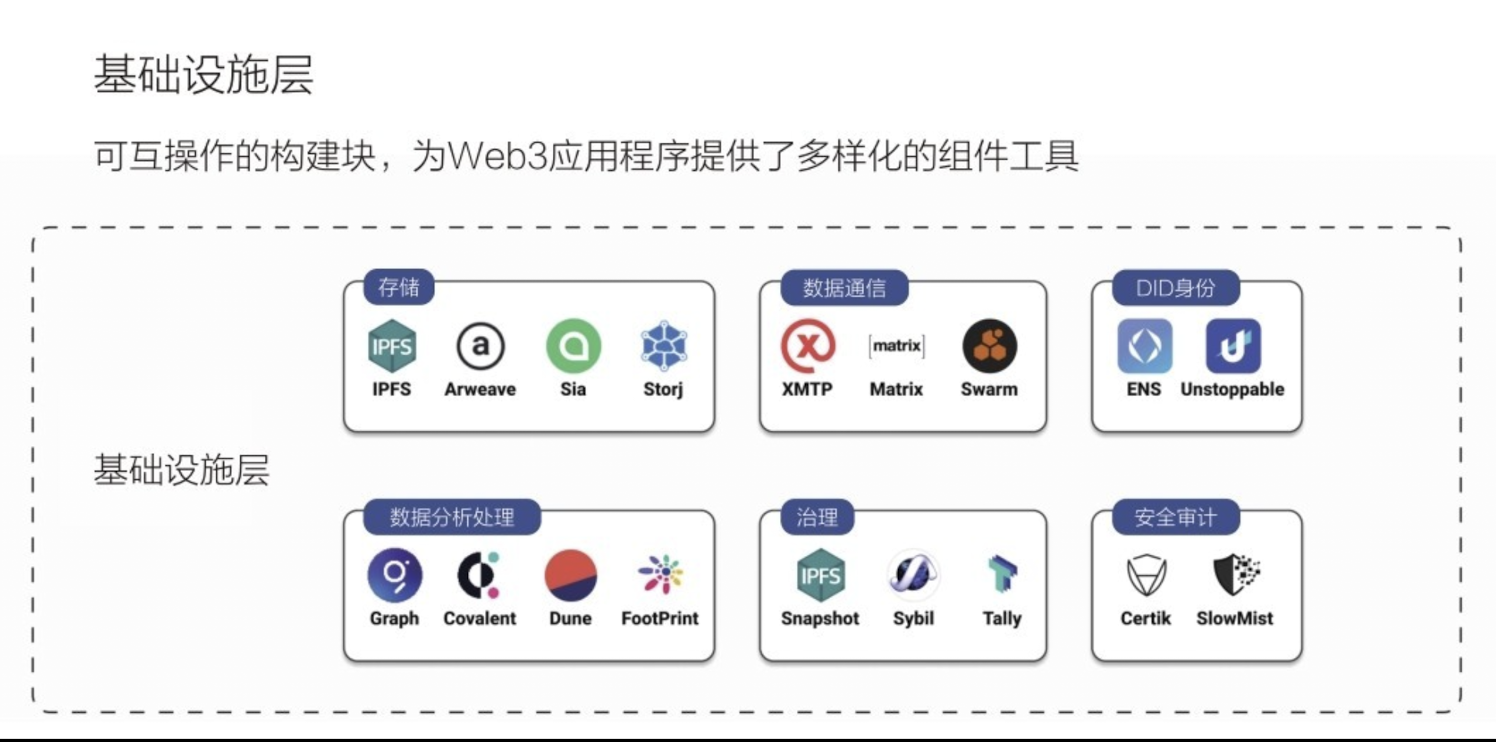 基础设施层
可互操作的构建块，为Web3应用程序提供了多样化的组件工具
存储
IPFS
a
IPFS Arweave Sia Storj
数据通信
X
[matrix]
XMTP Matrix Swarm
DID身份
ENS Unstoppable
基础设施层
数据分析处理
Graph Covalent Dune FootPrint
治理
IPFS
Snapshot Sybil Tally
安全审计
Certik SlowMist